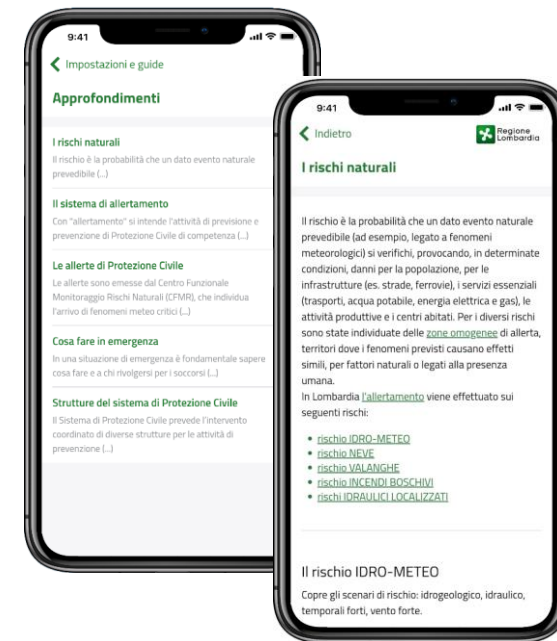 9:41
Impostazioni e guide
Approfondimenti
I rischi naturali
Il rischio è la probabilità che un dato evento naturale
prevedibile (...)
Il sistema di allertamento
Con "allertamento" si intende l'attività di previsione e
prevenzione di Protezione Civile di competenza (...)
Le allerte di Protezione Civile
Le allerte sono emesse dal Centro Funzionale
Monitoraggio Rischi Naturali (CFMR), che individua
l'arrivo di fenomeni meteo critici (...)
Cosa fare in emergenza
In una situazione di emergenza è fondamentale sapere
cosa fare e a chi rivolgersi per i soccorsi (...)
Strutture del sistema di Protezione Civile
Il Sistema di Protezione Civile prevede l'intervento
coordinato di diverse strutture per le attività di
prevenzione (...)
9:41
Indietro
Regione
Lombardia
I rischi naturali
Il rischio è la probabilità che un dato evento naturale
prevedibile (ad esempio, legato a fenomeni
meteorologici) si verifichi, provocando, in determinate
condizioni, danni per la popolazione, per le
infrastrutture (es. strade, ferrovie), i servizi essenziali
(trasporti, acqua potabile, energia elettrica e gas), le
attività produttive e i centri abitati. Per i diversi rischi
sono state individuate delle zone omogenee di allerta,
territori dove i fenomeni previsti causano effetti
simili, per fattori naturali o legati alla presenza
umana.
In Lombardia l'allertamento viene effettuato sui
seguenti rischi:
• rischio IDRO-METEO
• rischio NEVE
• rischio VALANGHE
• rischio INCENDI BOSCHIVI
• rischi IDRAULICI LOCALIZZATI
Il rischio IDRO-METEO
Copre gli scenari di rischio: idrogeologico, idraulico,
temporali forti, vento forte.